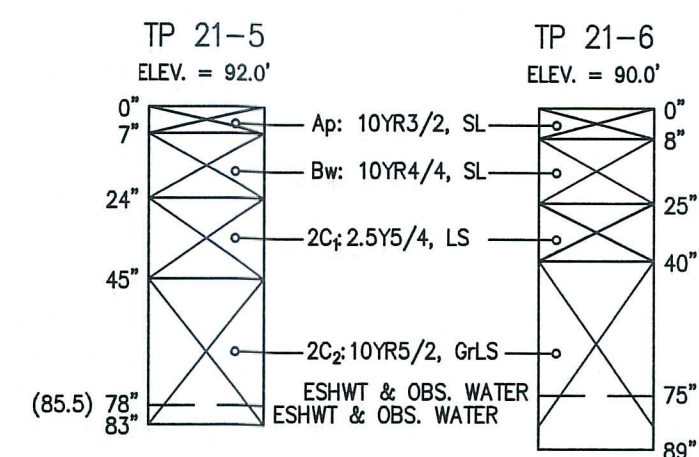 TP 21-5
ELEV. = 92.0'
TP 21-6
ELEV. = 90.0'
0"
7"
24"
45"
(85.5) 78"
83"
Ap: 10YR3/2, SL
Bw: 10YR4/4, SL
2C₁: 2.5Y5/4, LS
2C₂: 10YR5/2, GrLS
ESHWT & OBS. WATER
ESHWT & OBS. WATER
0"
8"
25"
40"
75"
89"